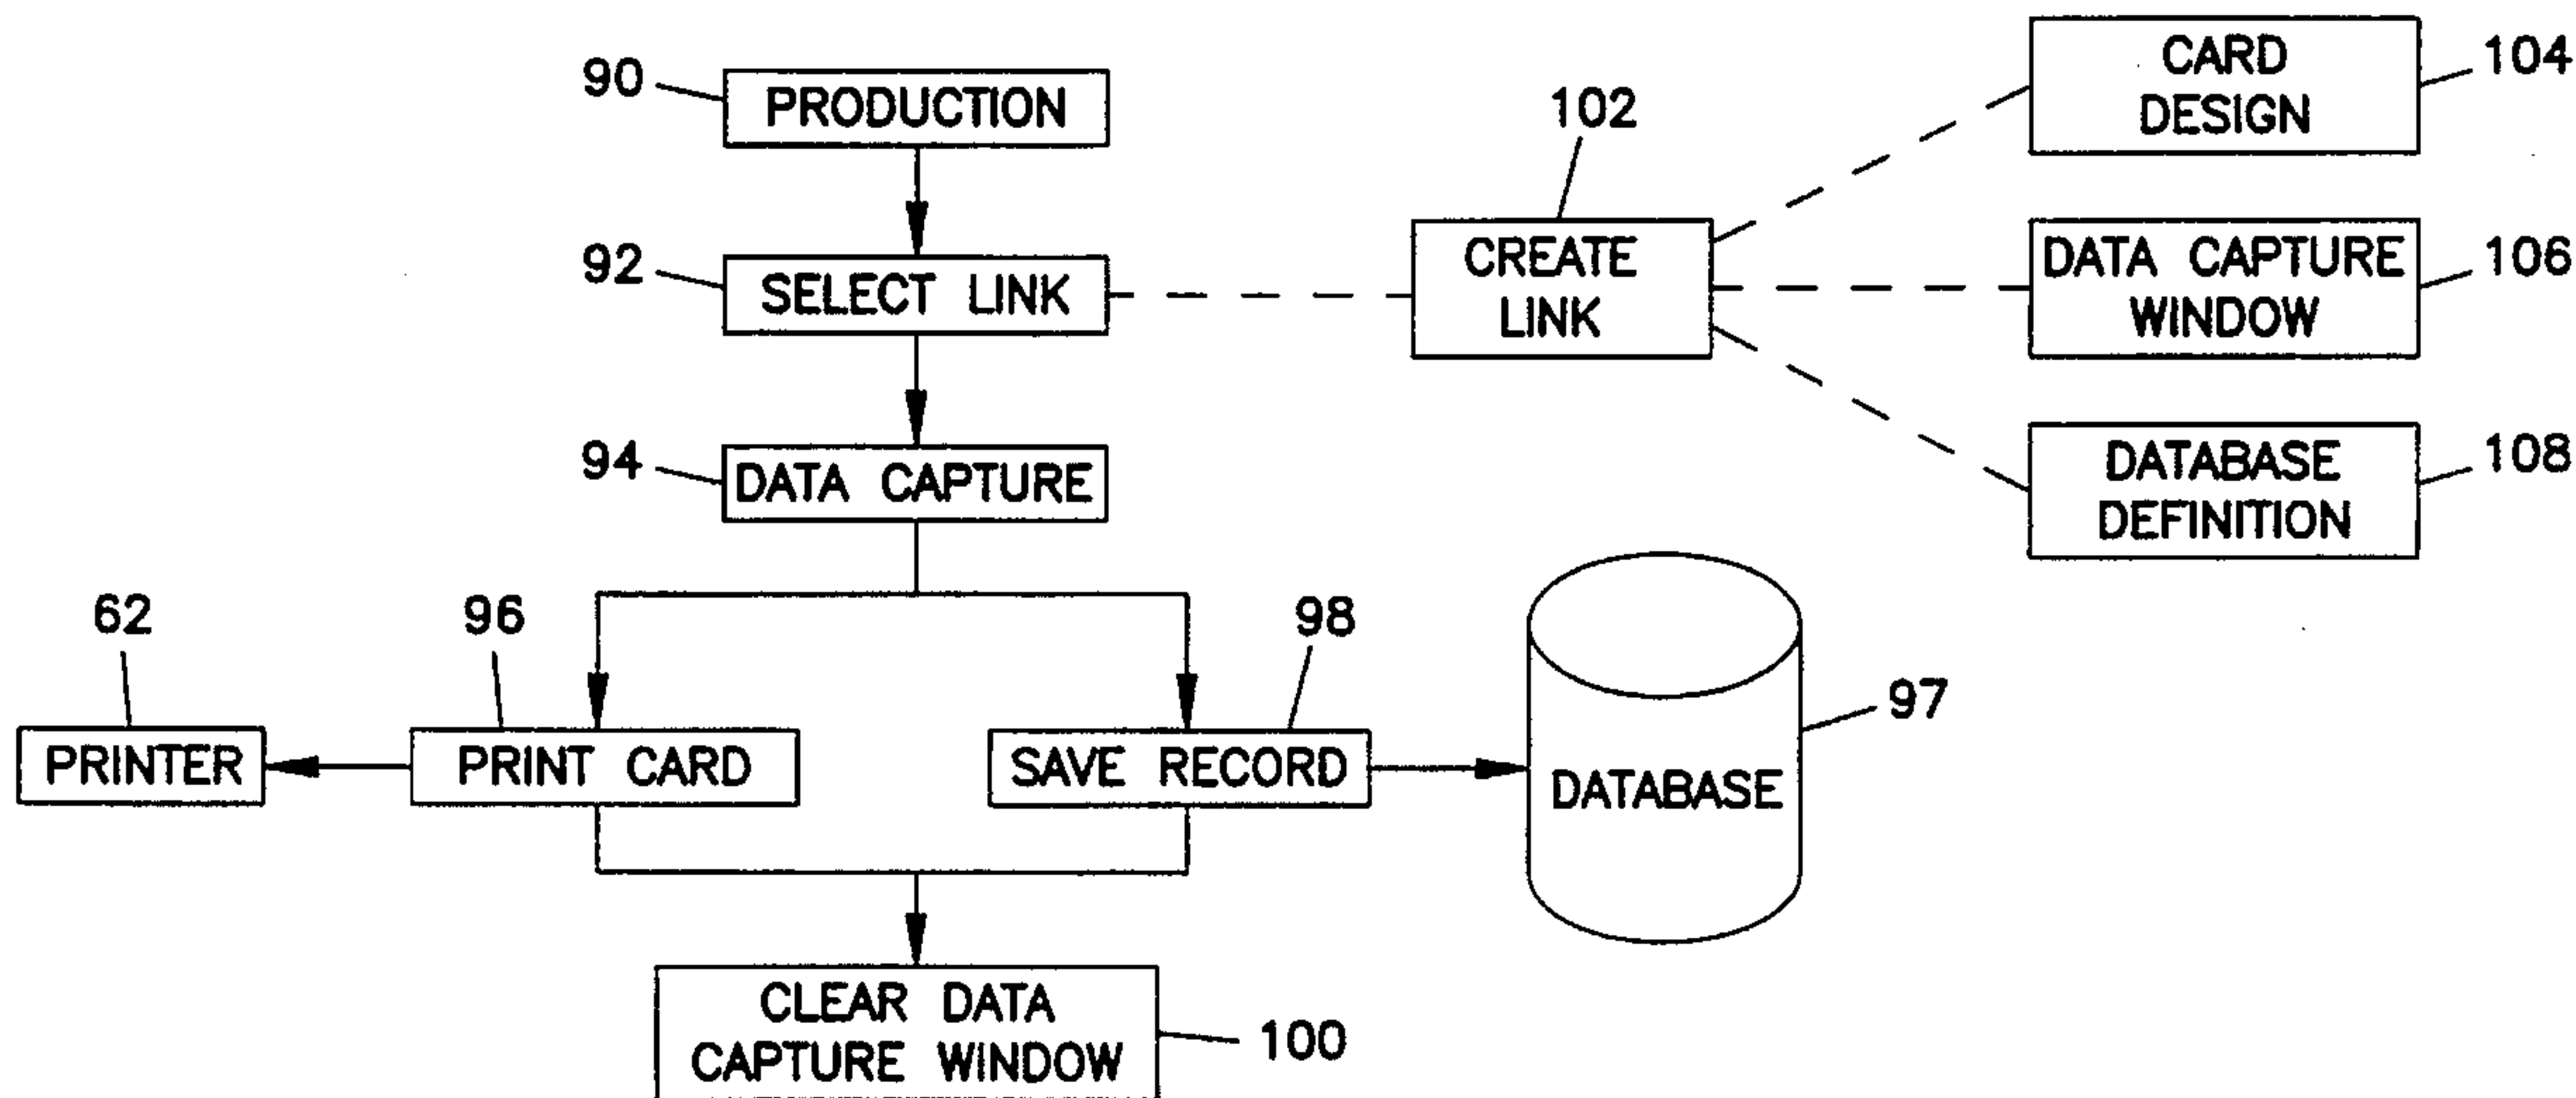 90
PRODUCTION
92
SELECT LINK
94
DATA CAPTURE
102
CREATE
LINK
CARD
DESIGN
104
DATA CAPTURE
WINDOW
106
DATABASE
DEFINITION
108
62
PRINTER
96
PRINT CARD
98
SAVE RECORD
97
DATABASE
CLEAR DATA
CAPTURE WINDOW
100